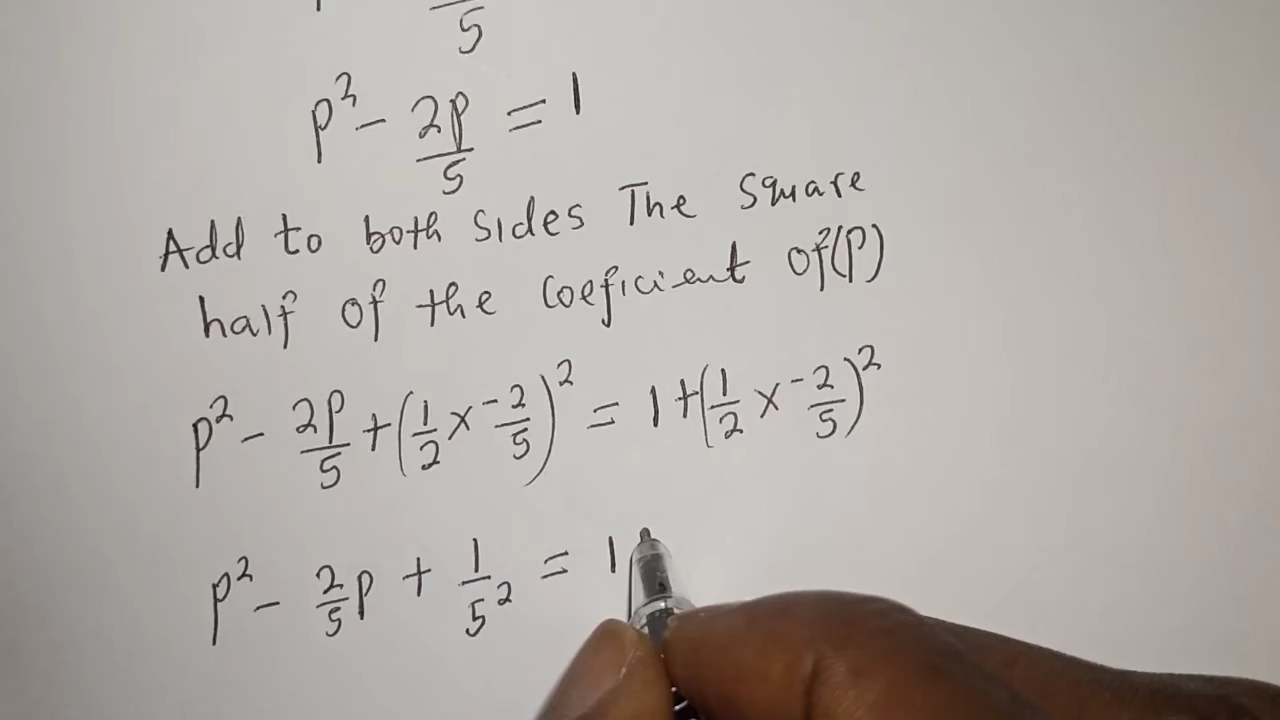 5
p² - 2p/5 = 1
Add to both sides The square
half of the coeficient of(p)
p² - 2p/5 + (1/2 × -2/5)² = 1 + (1/2 × -2/5)²
p² - 2/5 p + 1/5² = 1